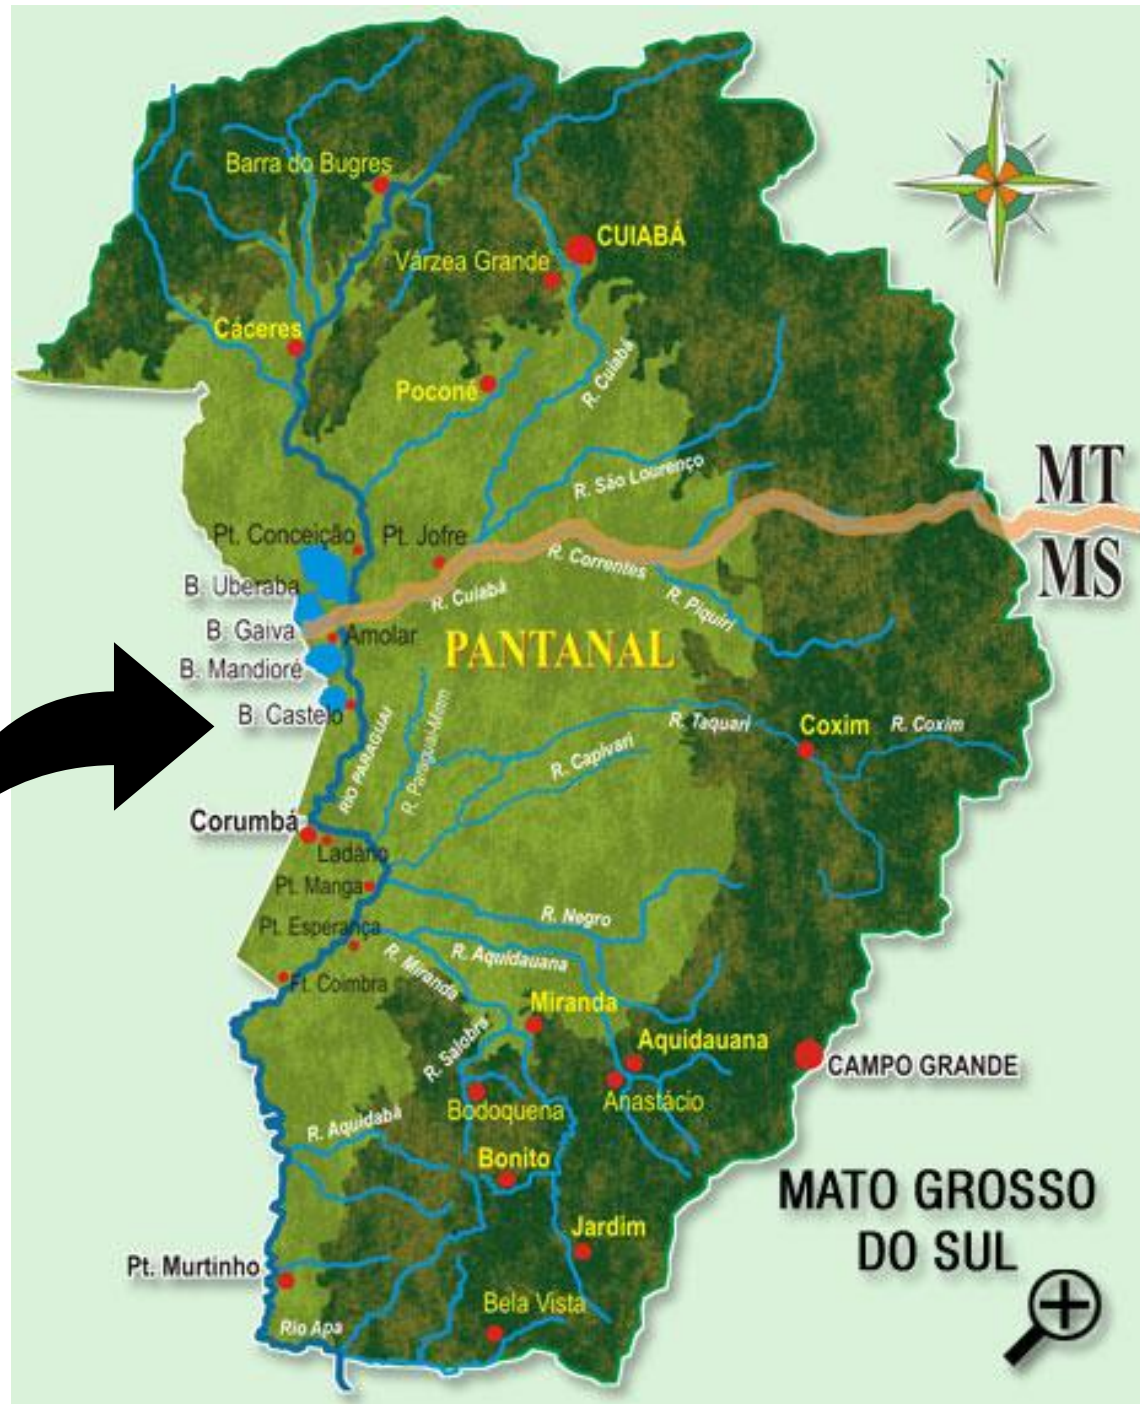 N
Barra do Bugres
CUIABÁ
Várzea Grande
Cáceres
Poconé
R. Cuiabá
R. São Lourenço
MT
MS
Pt. Conceição
Pt. Jofre
R. Correntes
B. Uberaba
R. Cuiabá
R. Piquiri
B. Gaiva
Amolar
PANTANAL
B. Mandioré
B. Castelo
RIO PARAGUAI
R. Paraguai-Mirim
R. Taquari
Coxim
R. Coxim
R. Capivari
Corumbá
Ladário
Pt. Manga
R. Negro
Pt. Esperança
R. Aquidauana
R. Miranda
Ft. Coimbra
Miranda
R. Salobra
Aquidauana
CAMPO GRANDE
Bodoquena
Anastácio
R. Aquidabã
Bonito
MATO GROSSO
DO SUL
Jardim
Pt. Murtinho
Bela Vista
Rio Apa